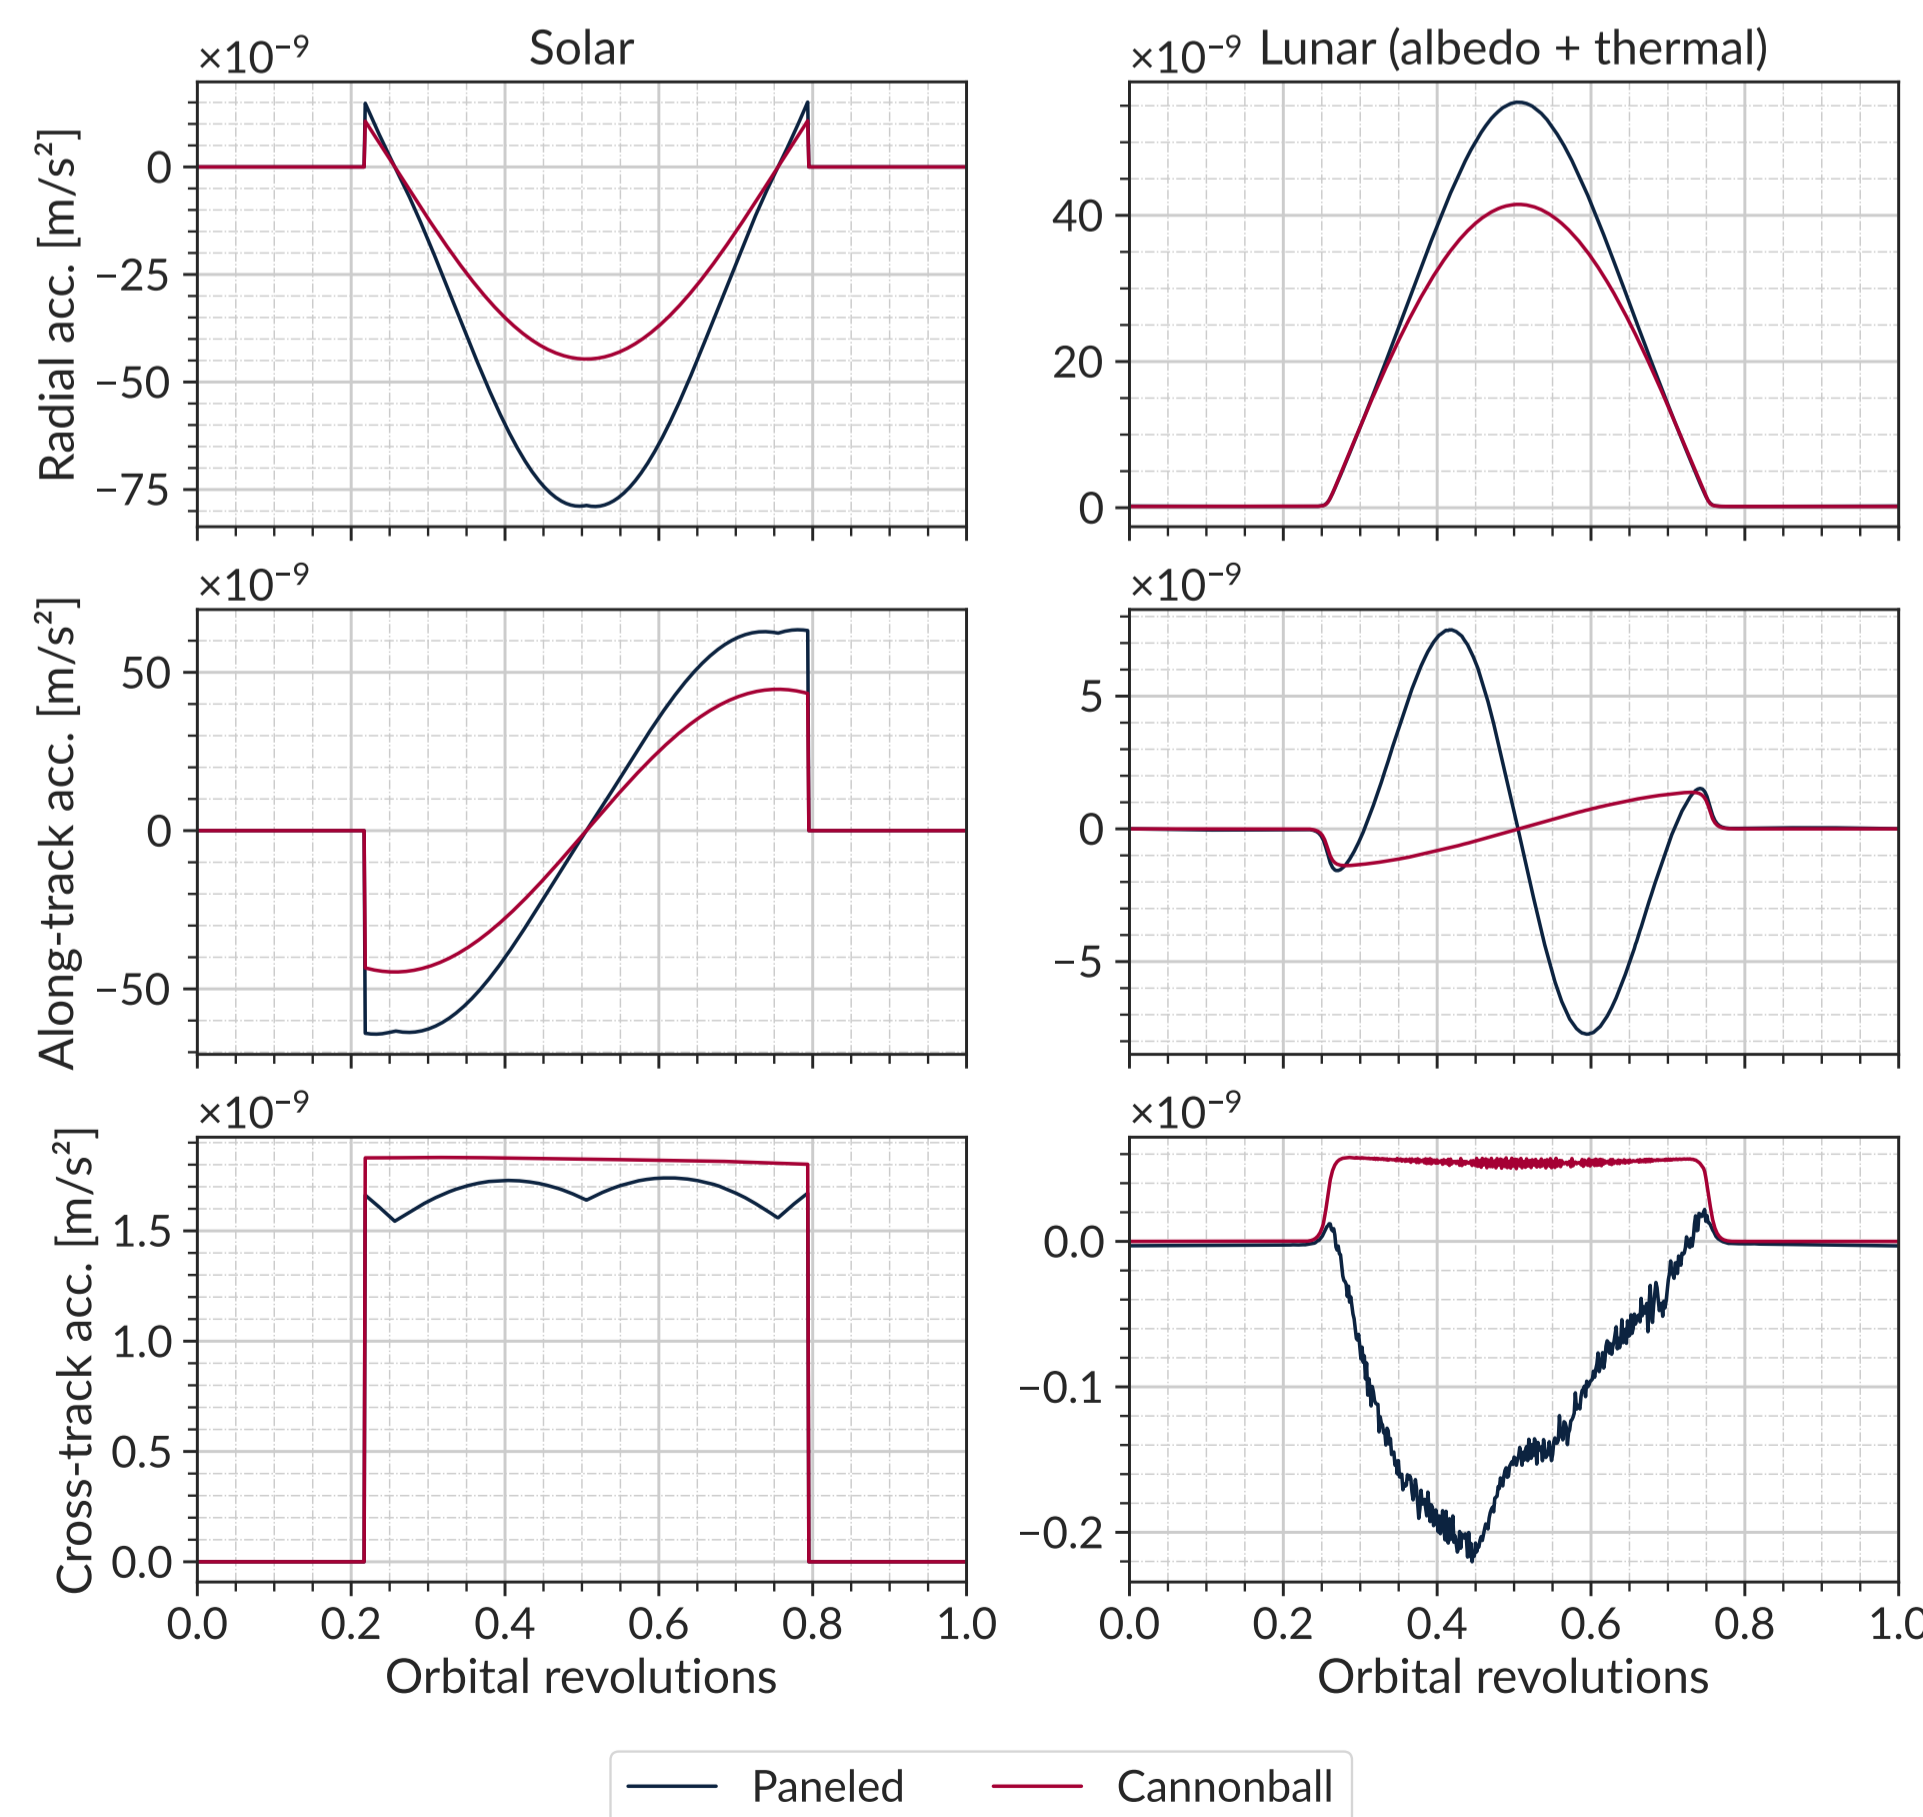 Solar
Lunar (albedo + thermal)
×10⁻⁹
×10⁻⁹
Radial acc. [m/s²]
0
−25
−50
−75
40
20
0
×10⁻⁹
×10⁻⁹
Along-track acc. [m/s²]
50
0
−50
5
0
−5
×10⁻⁹
×10⁻⁹
Cross-track acc. [m/s²]
1.5
1.0
0.5
0.0
0.0
−0.1
−0.2
0.0 0.2 0.4 0.6 0.8 1.0
0.0 0.2 0.4 0.6 0.8 1.0
Orbital revolutions
Orbital revolutions
Paneled
Cannonball